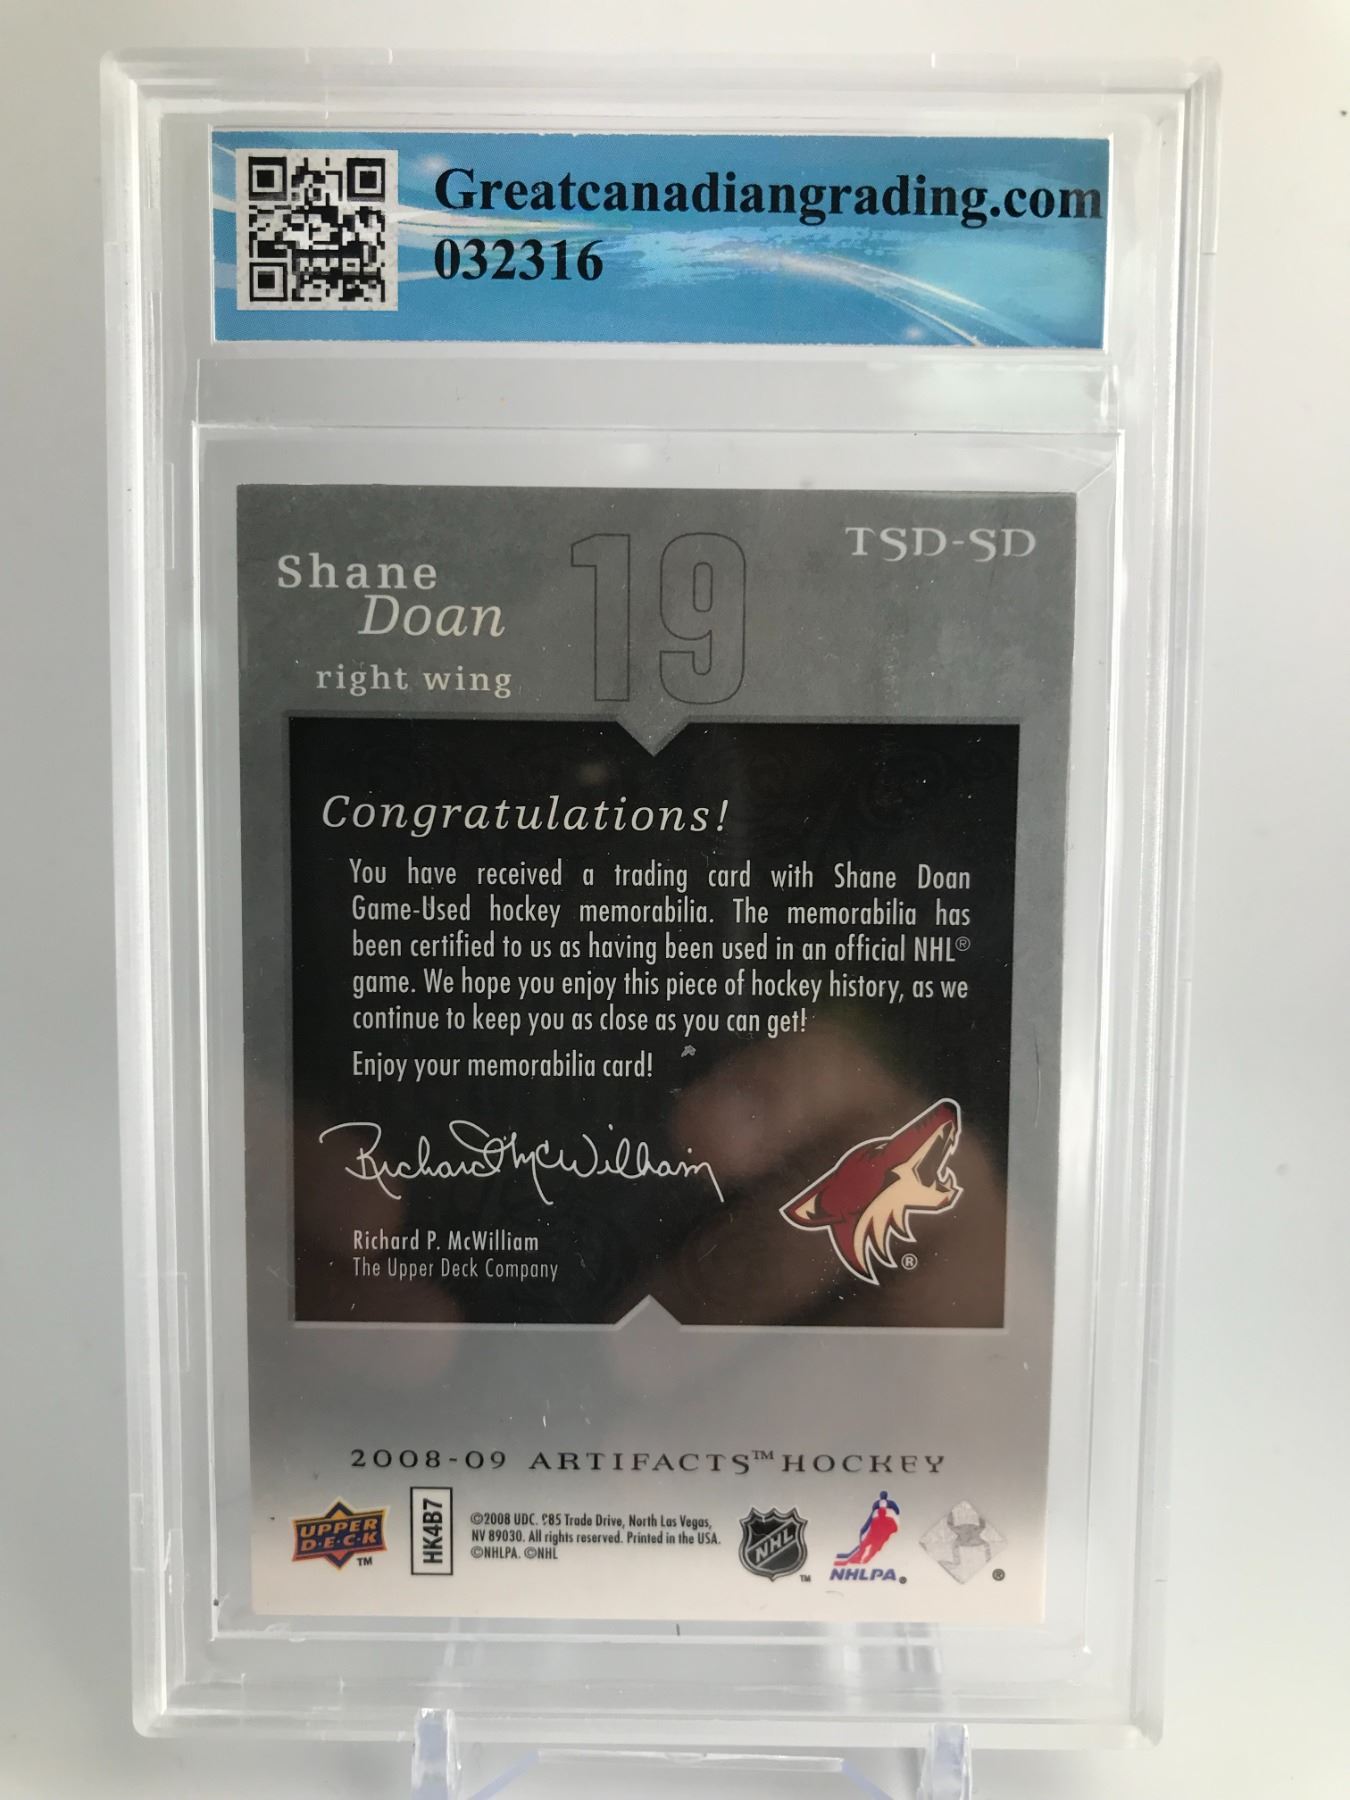 Greatcanadiangrading.com
032316
TSD-SD
19
Shane
Doan
right wing
Congratulations!
You have received a trading card with Shane Doan
Game-Used hockey memorabilia. The memorabilia has
been certified to us as having been used in an official NHL®
game. We hope you enjoy this piece of hockey history, as we
continue to keep you as close as you can get!
Enjoy your memorabilia card!
Richard P. McWilliam
Richard P. McWilliam
The Upper Deck Company
®
2008-09 ARTIFACTS™ HOCKEY
UPPER
D·E·C·K
TM
HK4B7
©2008 UDC. 985 Trade Drive, North Las Vegas,
NV 89030. All rights reserved. Printed in the USA.
©NHLPA. ©NHL
NHL
TM
NHLPA®
®